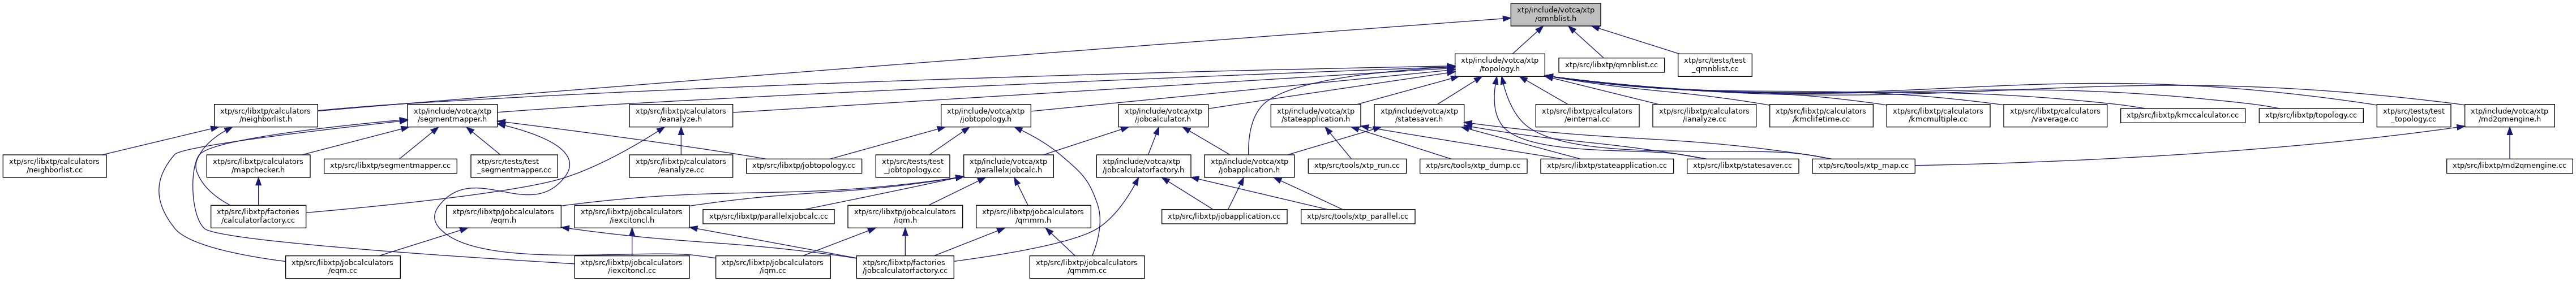 xtp/include/votca/xtp
/qmnblist.h
xtp/include/votca/xtp
/topology.h
xtp/src/libxtp/qmnblist.cc
xtp/src/tests/test
_qmnblist.cc
xtp/src/libxtp/calculators
/neighborlist.h
xtp/include/votca/xtp
/segmentmapper.h
xtp/src/libxtp/calculators
/eanalyze.h
xtp/include/votca/xtp
/jobtopology.h
xtp/include/votca/xtp
/jobcalculator.h
xtp/include/votca/xtp
/stateapplication.h
xtp/include/votca/xtp
/statesaver.h
xtp/src/libxtp/calculators
/einternal.cc
xtp/src/libxtp/calculators
/ianalyze.cc
xtp/src/libxtp/calculators
/kmclifetime.cc
xtp/src/libxtp/calculators
/kmcmultiple.cc
xtp/src/libxtp/calculators
/vaverage.cc
xtp/src/libxtp/kmccalculator.cc
xtp/src/libxtp/topology.cc
xtp/src/tests/test
_topology.cc
xtp/include/votca/xtp
/md2qmengine.h
xtp/src/libxtp/calculators
/neighborlist.cc
xtp/src/libxtp/calculators
/mapchecker.h
xtp/src/libxtp/segmentmapper.cc
xtp/src/tests/test
_segmentmapper.cc
xtp/src/libxtp/calculators
/eanalyze.cc
xtp/src/libxtp/jobtopology.cc
xtp/src/tests/test
_jobtopology.cc
xtp/include/votca/xtp
/parallelxjobcalc.h
xtp/include/votca/xtp
/jobcalculatorfactory.h
xtp/include/votca/xtp
/jobapplication.h
xtp/src/tools/xtp_run.cc
xtp/src/tools/xtp_dump.cc
xtp/src/libxtp/stateapplication.cc
xtp/src/libxtp/statesaver.cc
xtp/src/tools/xtp_map.cc
xtp/src/libxtp/md2qmengine.cc
xtp/src/libxtp/factories
/calculatorfactory.cc
xtp/src/libxtp/jobcalculators
/eqm.h
xtp/src/libxtp/jobcalculators
/iexcitoncl.h
xtp/src/libxtp/parallelxjobcalc.cc
xtp/src/libxtp/jobcalculators
/iqm.h
xtp/src/libxtp/jobcalculators
/qmmm.h
xtp/src/libxtp/jobapplication.cc
xtp/src/tools/xtp_parallel.cc
xtp/src/libxtp/jobcalculators
/eqm.cc
xtp/src/libxtp/jobcalculators
/iexcitoncl.cc
xtp/src/libxtp/jobcalculators
/iqm.cc
xtp/src/libxtp/factories
/jobcalculatorfactory.cc
xtp/src/libxtp/jobcalculators
/qmmm.cc